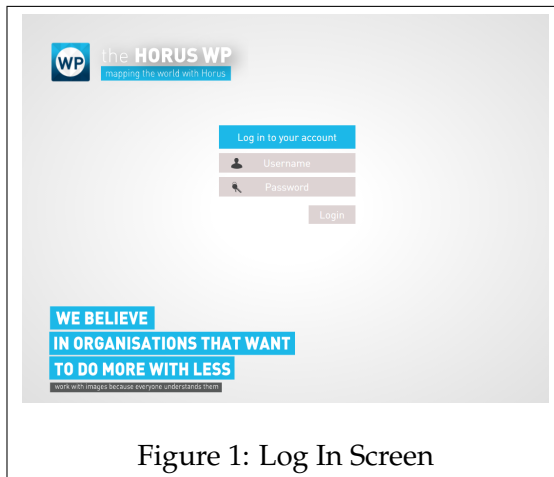 WP
the HORUS WP
mapping the world with Horus
Log in to your account
Username
Password
Login
WE BELIEVE
IN ORGANISATIONS THAT WANT
TO DO MORE WITH LESS
work with images because everyone understands them
Figure 1: Log In Screen